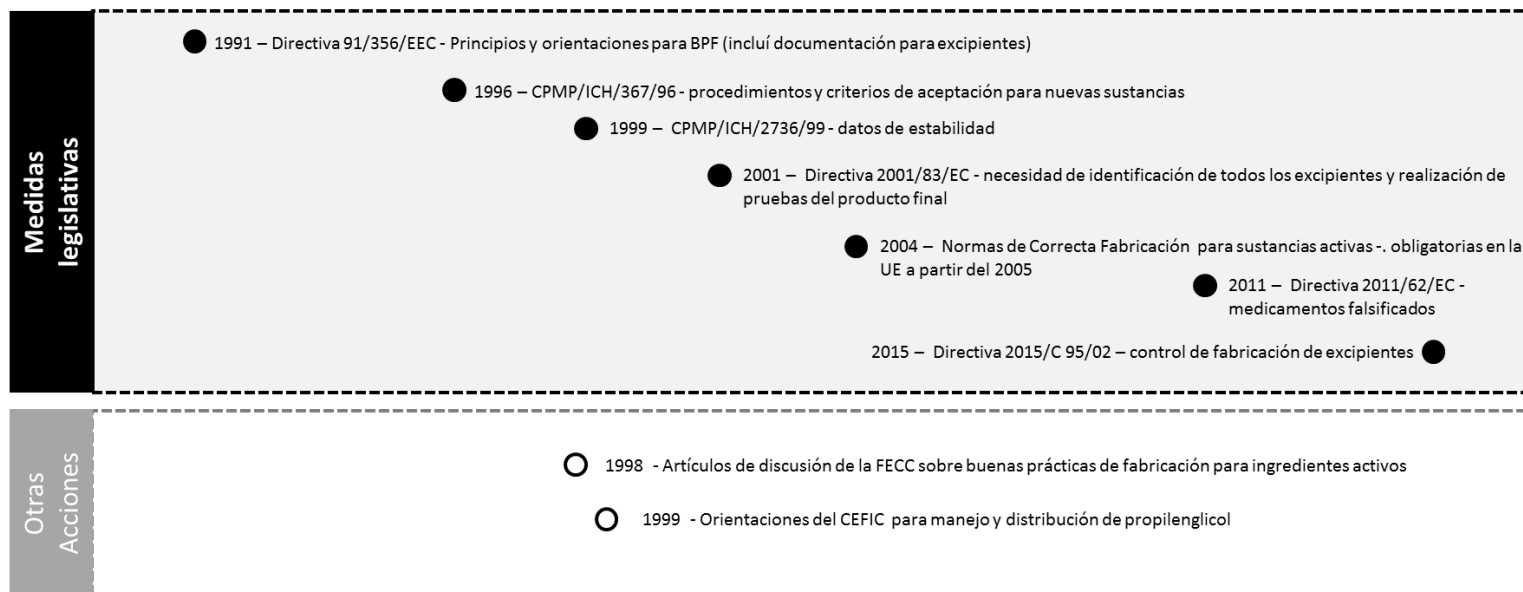 Medidas
legislativas
1991 – Directiva 91/356/EEC - Principios y orientaciones para BPF (incluí documentación para excipientes)
1996 – CPMP/ICH/367/96 - procedimientos y criterios de aceptación para nuevas sustancias
1999 – CPMP/ICH/2736/99 - datos de estabilidad
2001 – Directiva 2001/83/EC - necesidad de identificación de todos los excipientes y realización de
pruebas del producto final
2004 – Normas de Correcta Fabricación para sustancias activas -. obligatorias en la
UE a partir del 2005
2011 – Directiva 2011/62/EC -
medicamentos falsificados
2015 – Directiva 2015/C 95/02 – control de fabricación de excipientes
Otras
Acciones
1998 - Artículos de discusión de la FECC sobre buenas prácticas de fabricación para ingredientes activos
1999 - Orientaciones del CEFIC para manejo y distribución de propilenglicol